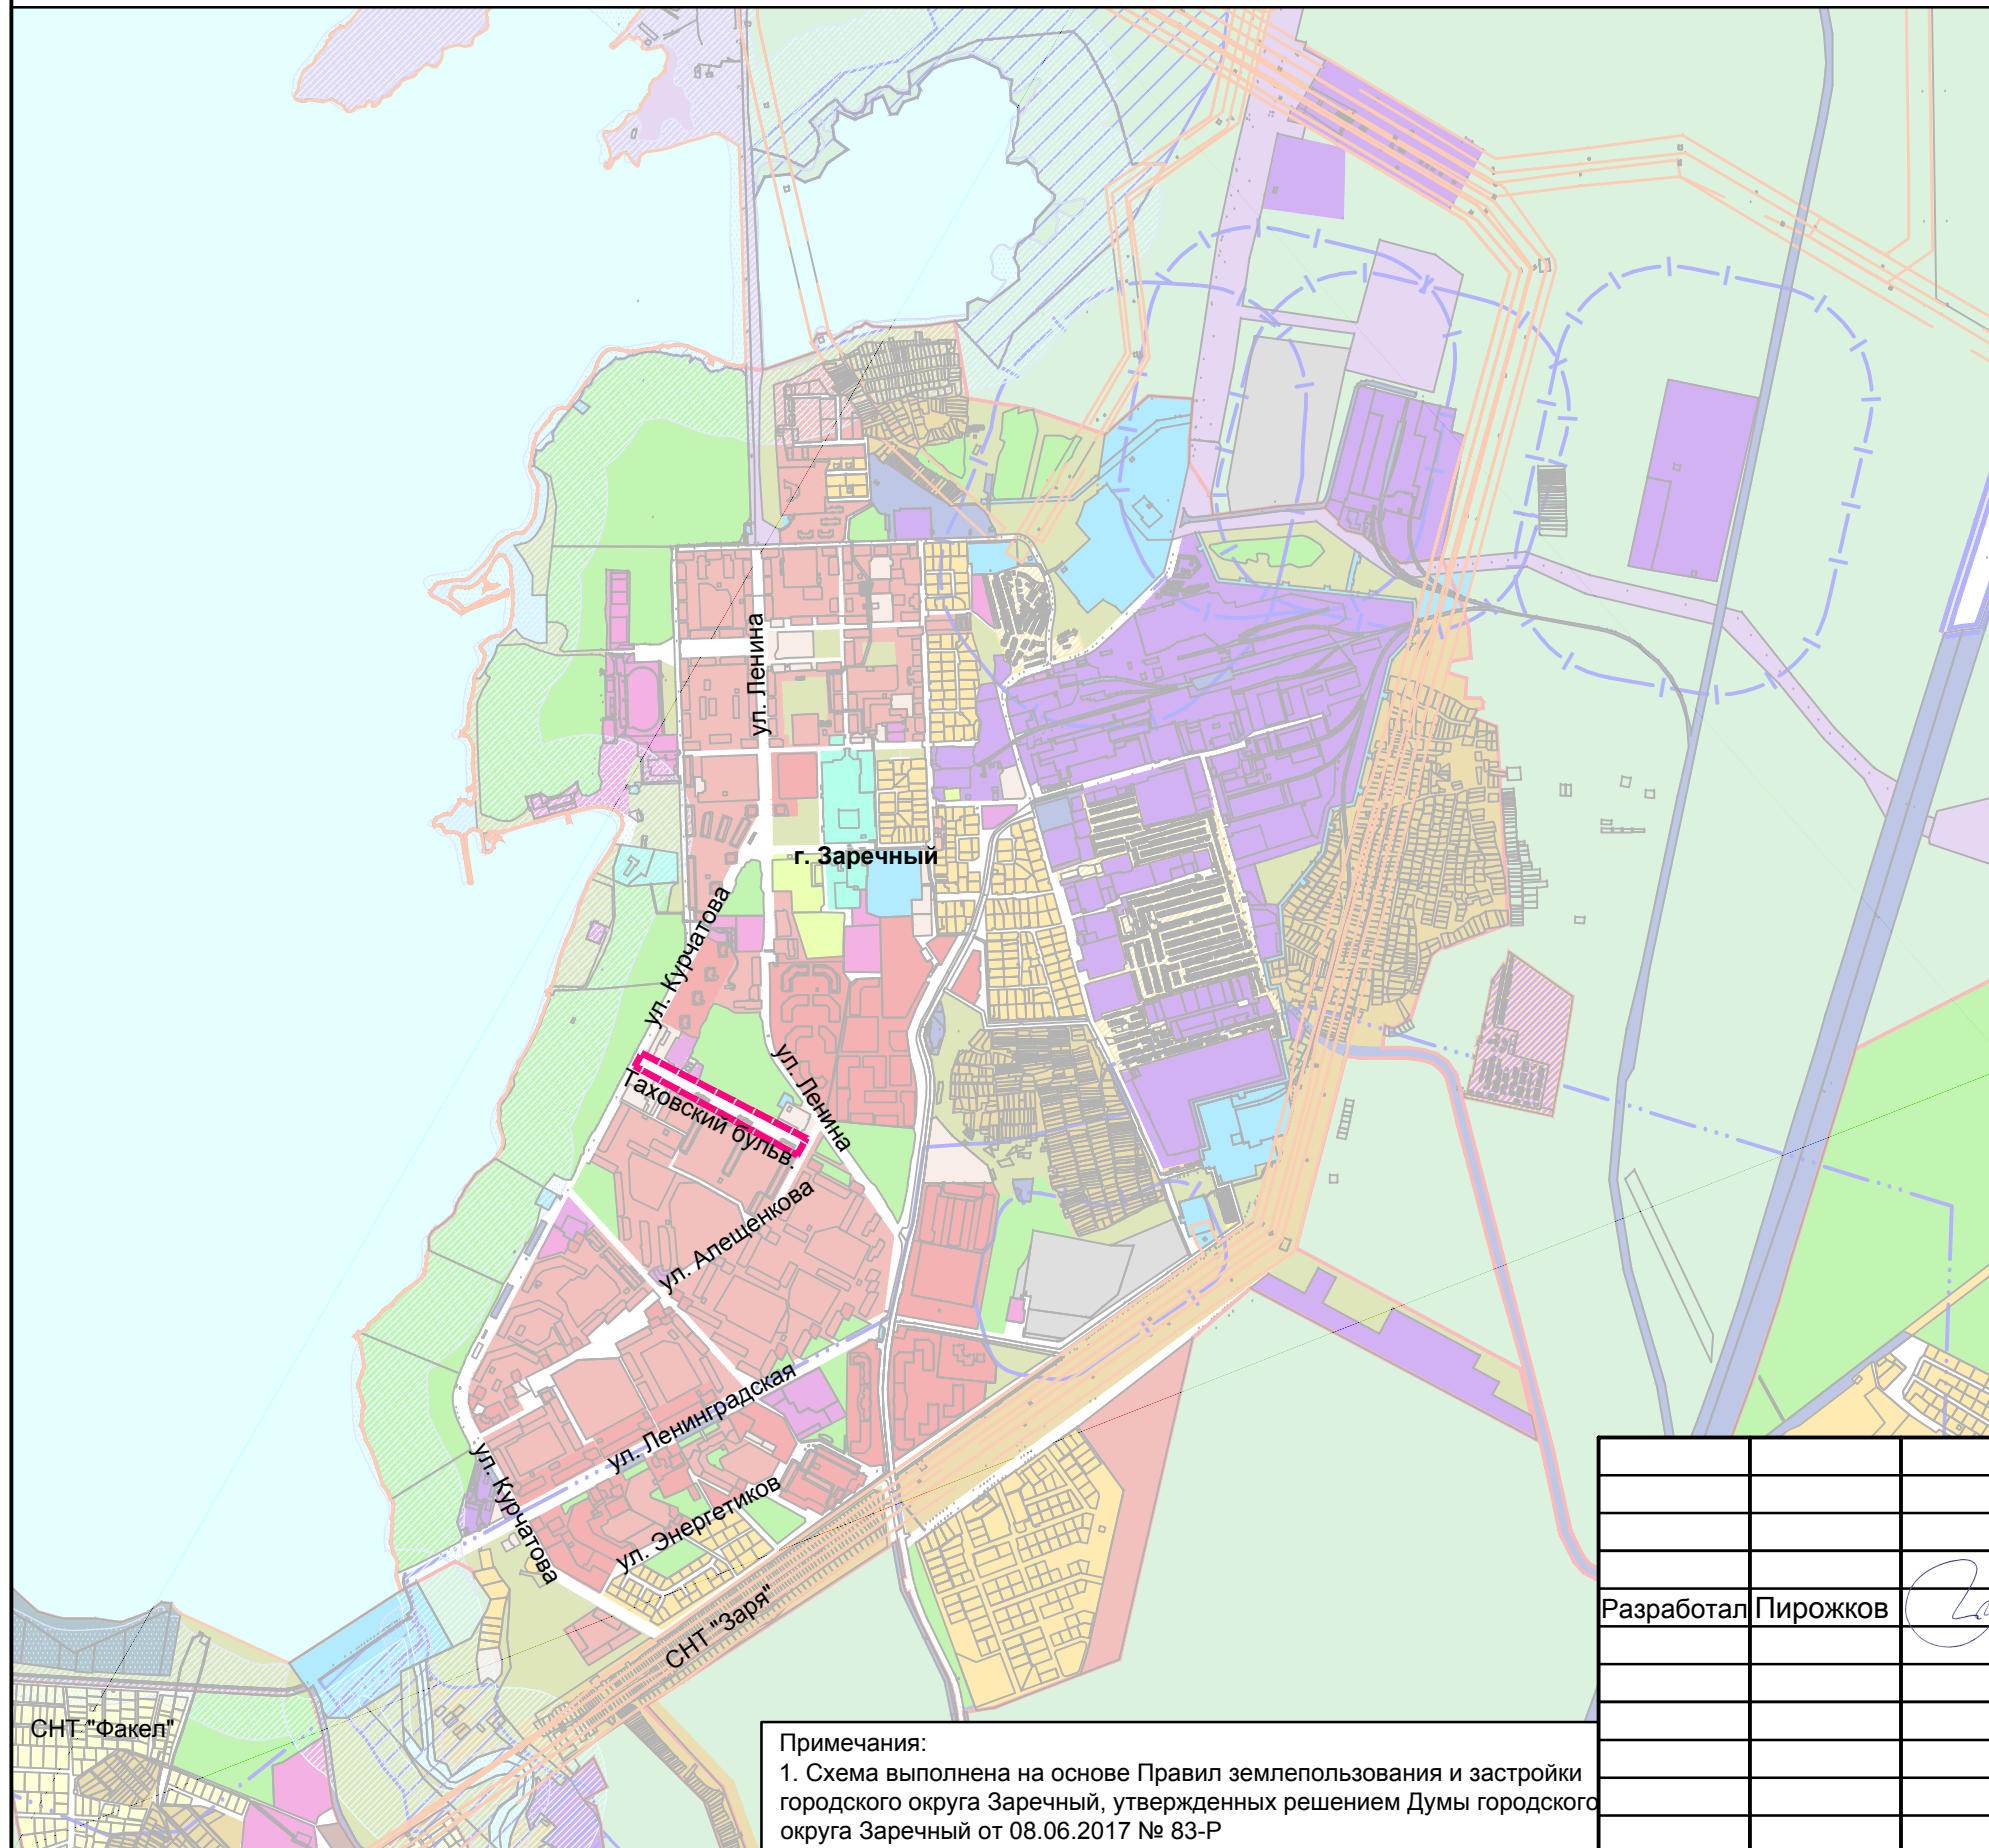 ул. Ленина
г. Заречный
ул. Курчатова
ул. Ленина
Таховский бульв.
ул. Алещенкова
ул. Ленинградская
ул. Курчатова
ул. Энергетиков
СНТ "Заря"
СНТ "Факел"
Разработал Пирожков
Примечания:
1. Схема выполнена на основе Правил землепользования и застройки
городского округа Заречный, утвержденных решением Думы городского
округа Заречный от 08.06.2017 № 83-Р